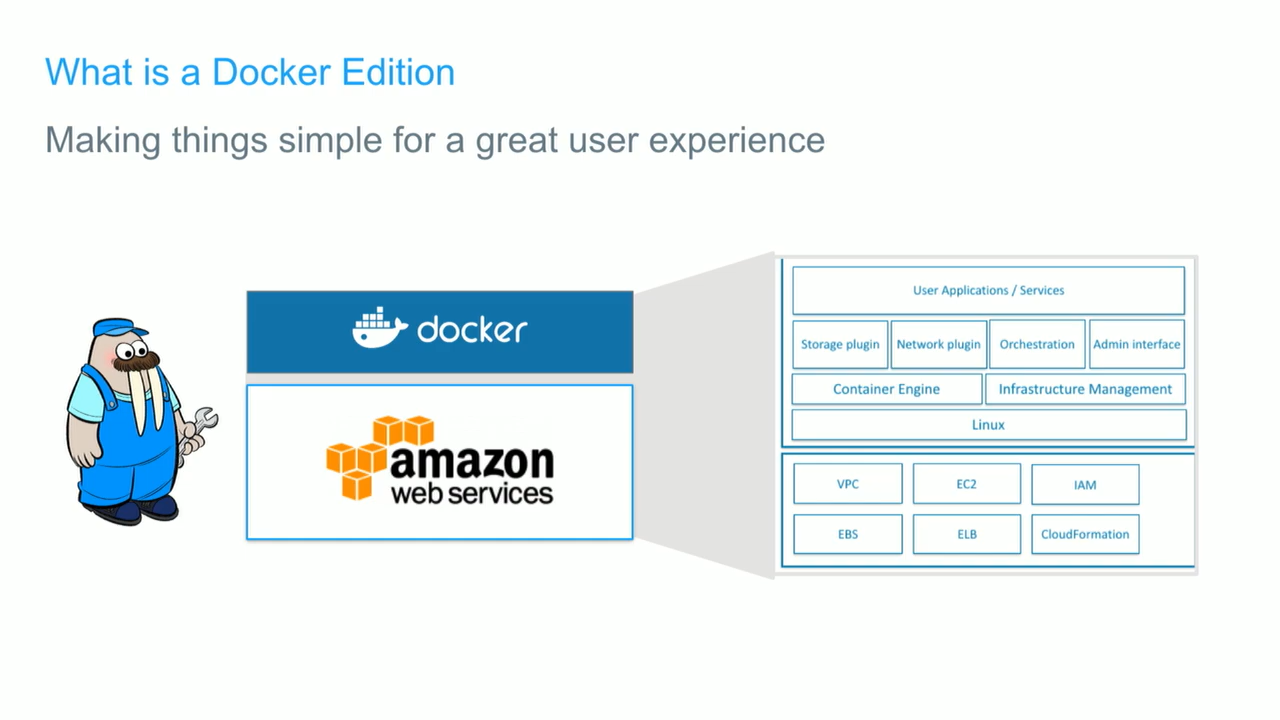 What is a Docker Edition
Making things simple for a great user experience
docker
amazon
web services
User Applications / Services
Storage plugin
Network plugin
Orchestration
Admin interface
Container Engine
Infrastructure Management
Linux
VPC
EC2
IAM
EBS
ELB
CloudFormation